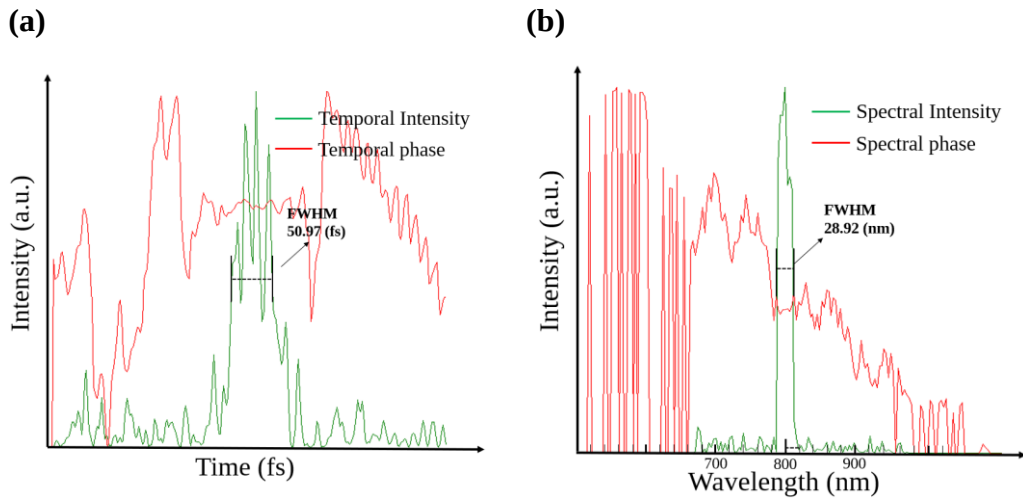 (a)
Intensity (a.u.)
Temporal Intensity
Temporal phase
FWHM
50.97 (fs)
Time (fs)
(b)
Intensity (a.u.)
Spectral Intensity
Spectral phase
FWHM
28.92 (nm)
700 800 900
Wavelength (nm)